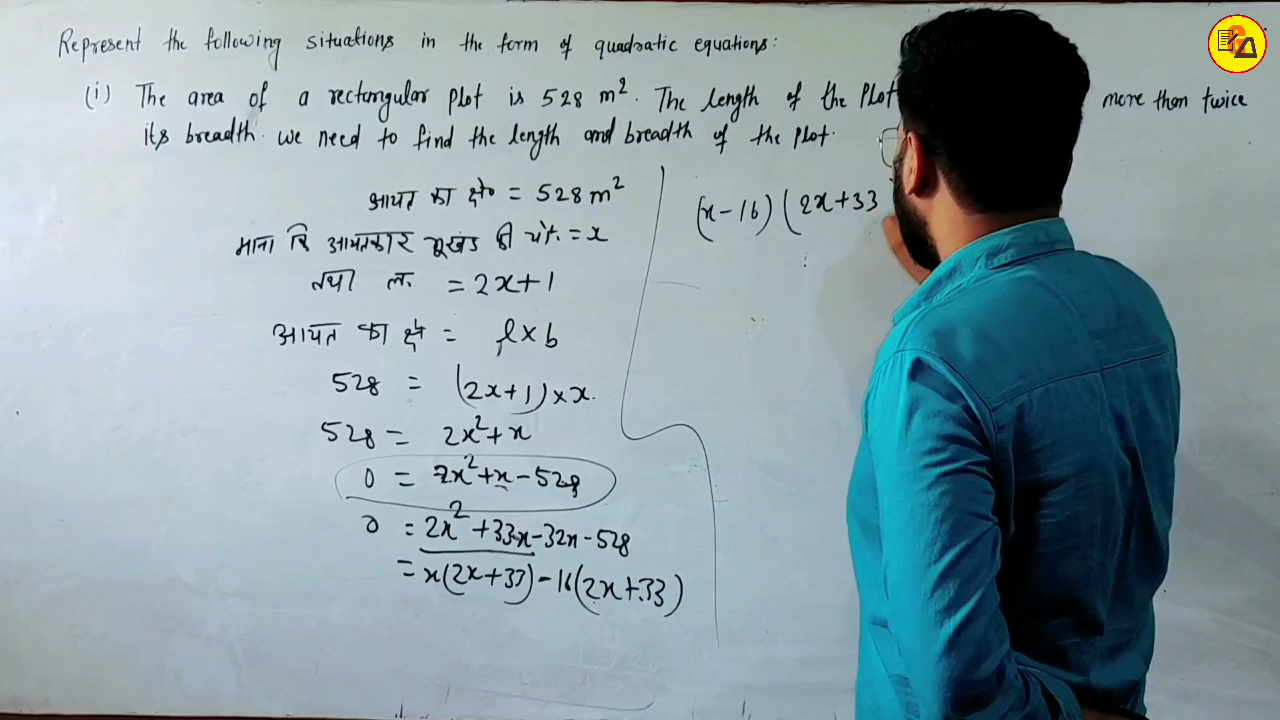 Represent the following situations in the form of quadratic equations:
(i) The area of a rectangular plot is 528 m². The length of the Plot more than twice
its breadth. we need to find the length and breadth of the plot.
आयत का क्षे० = 528 m²
माना कि आयतकार भूखंड की चौ. = x
तथा ल. = 2x+1
आयत का क्षे = l×b
528 = (2x+1)×x.
528 = 2x²+x
0 = 2x²+x-528
0 = 2x²+33x-32x-528
= x(2x+33)-16(2x+33)
(x-16)(2x+33